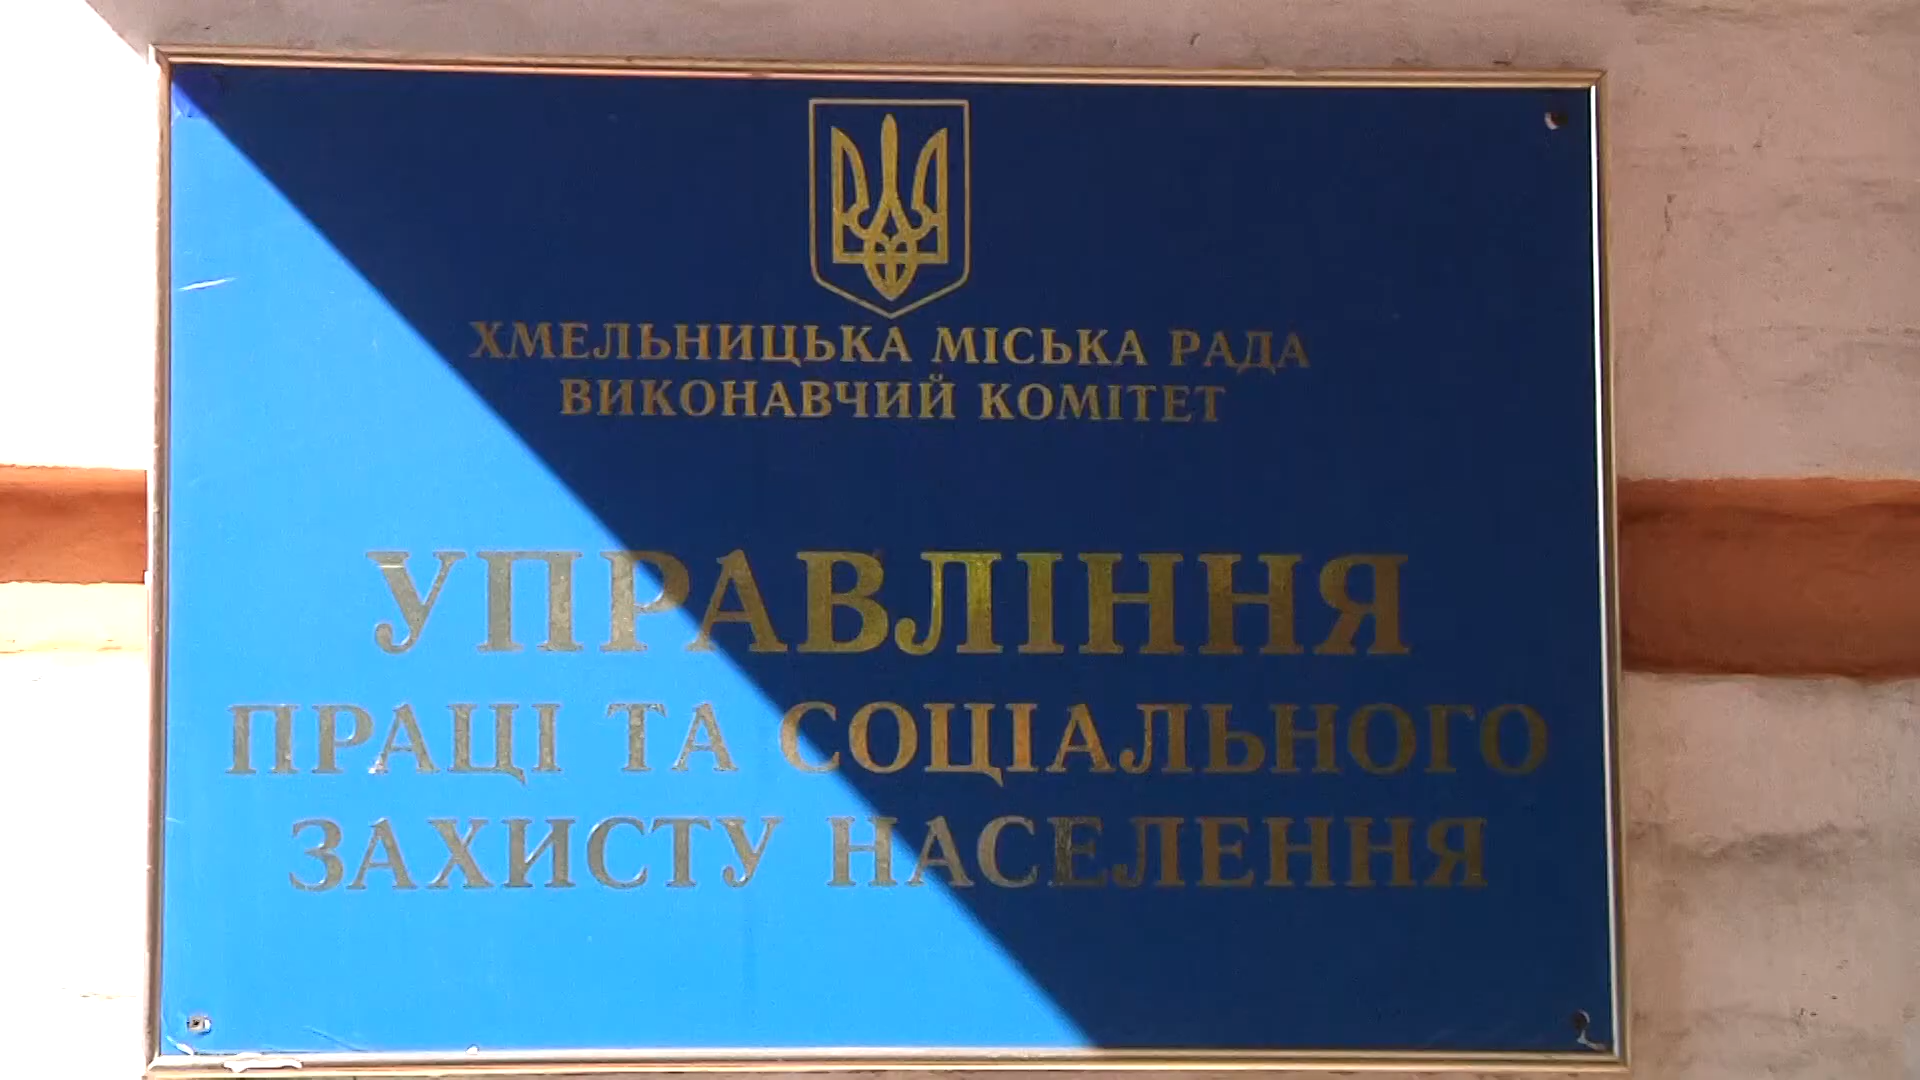 ХМЕЛЬНИЦЬКА МІСЬКА РАДА
ВИКОНАВЧИЙ КОМІТЕТ
УПРАВЛІННЯ
ПРАЦІ ТА СОЦІАЛЬНОГО
ЗАХИСТУ НАСЕЛЕННЯ